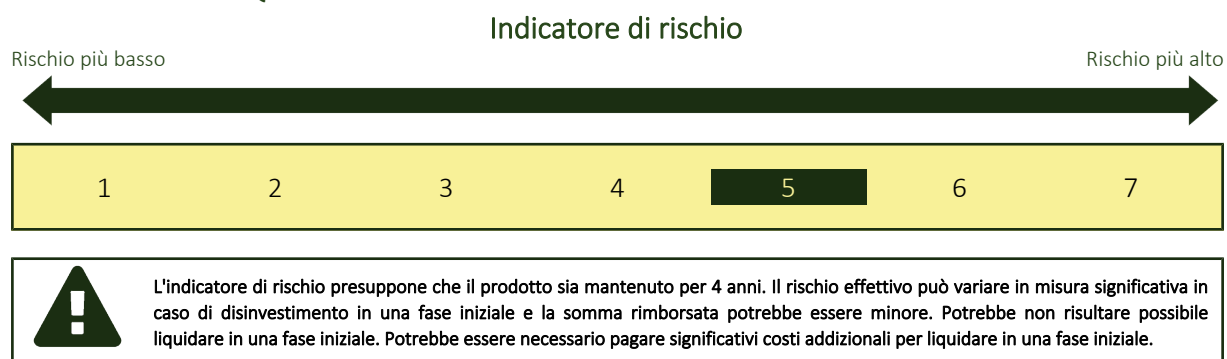 Indicatore di rischio
Rischio più basso
Rischio più alto
1 2 3 4 5 6 7
L'indicatore di rischio presuppone che il prodotto sia mantenuto per 4 anni. Il rischio effettivo può variare in misura significativa in
caso di disinvestimento in una fase iniziale e la somma rimborsata potrebbe essere minore. Potrebbe non risultare possibile
liquidare in una fase iniziale. Potrebbe essere necessario pagare significativi costi addizionali per liquidare in una fase iniziale.